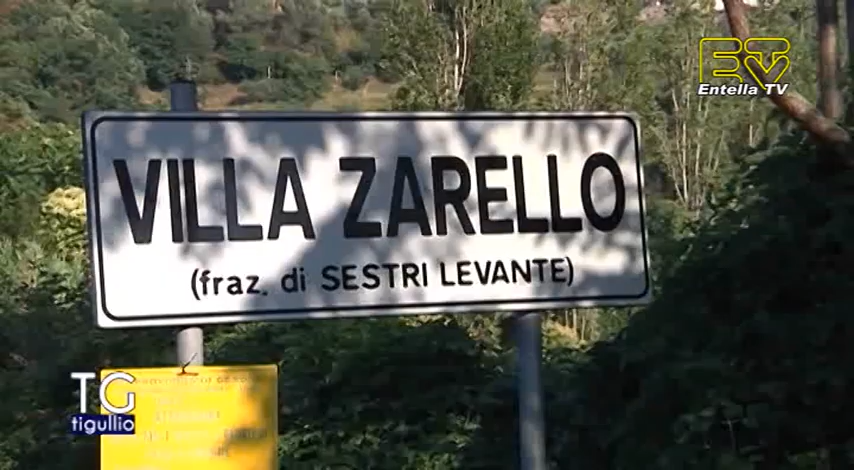 ETV
Entella TV
VILLA ZARELLO
(fraz. di SESTRI LEVANTE)
TG
tigullio